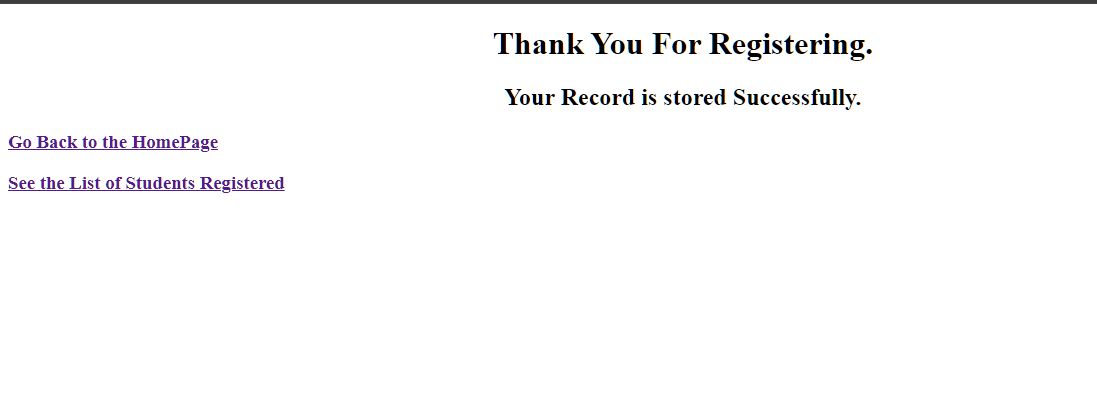 Thank You For Registering.
Your Record is stored Successfully.
Go Back to the HomePage
See the List of Students Registered